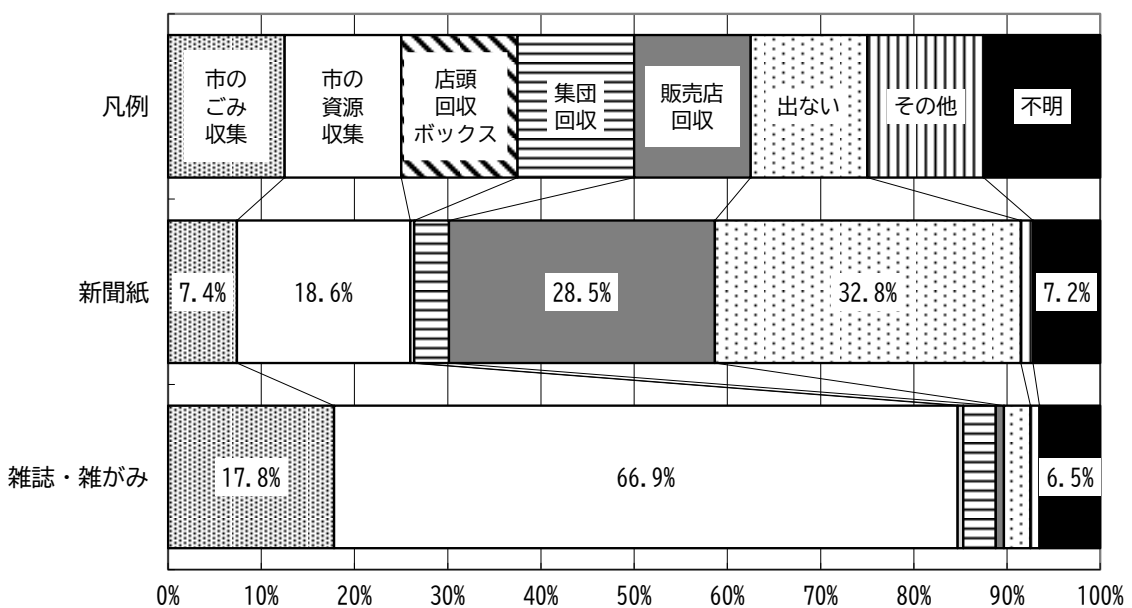 凡例
市の
ごみ
収集
市の
資源
収集
店頭
回収
ボックス
集団
回収
販売店
回収
出ない
その他
不明
新聞紙
7.4%
18.6%
28.5%
32.8%
7.2%
雑誌・雑がみ
17.8%
66.9%
6.5%
0%
10%
20%
30%
40%
50%
60%
70%
80%
90%
100%